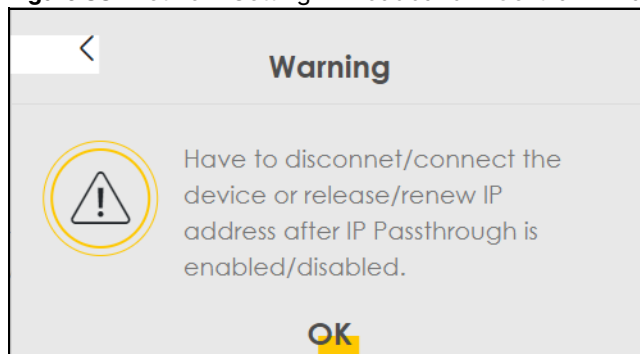 Warning
Have to disconnet/connect the
device or release/renew IP
address after IP Passthrough is
enabled/disabled.
OK